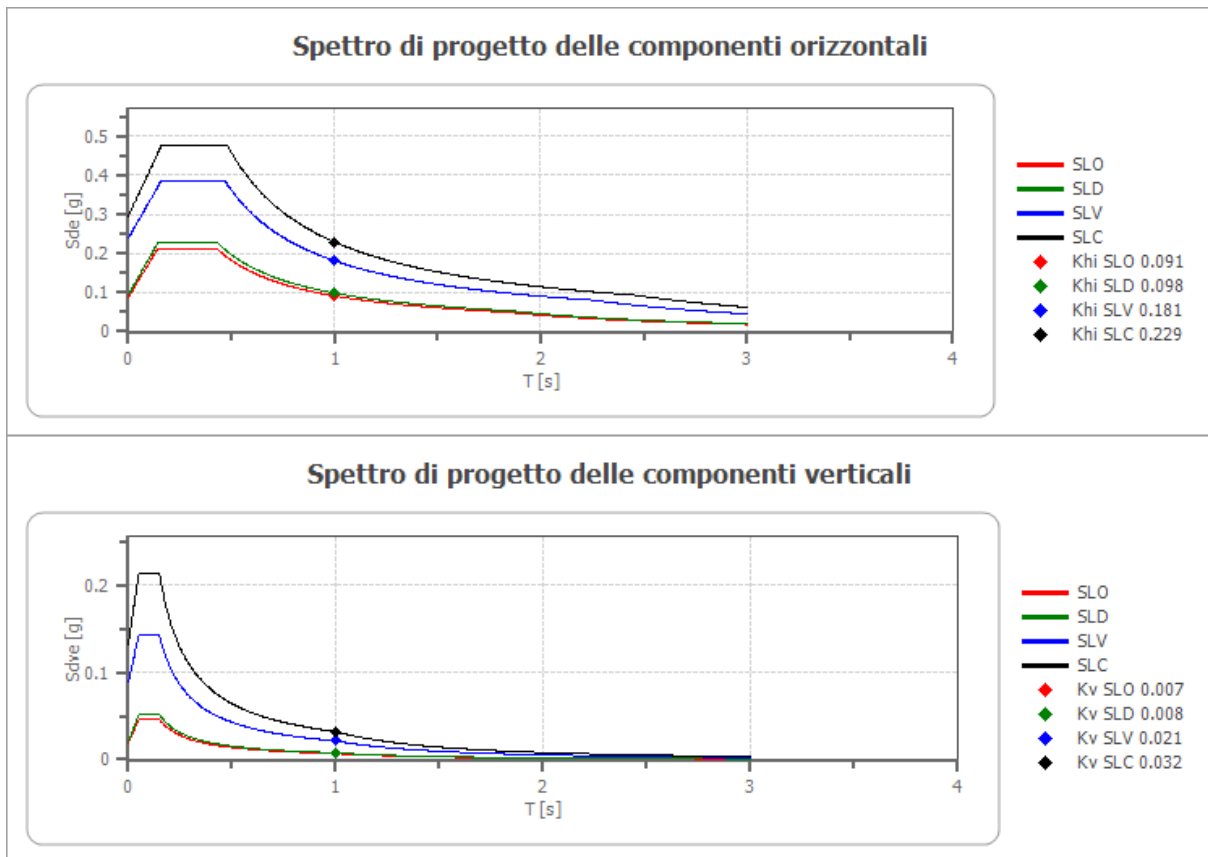 Spettro di progetto delle componenti orizzontali
Sde [g]
0.5
0.4
0.3
0.2
0.1
0
0
1
2
3
4
T [s]
SLO
SLD
SLV
SLC
Khi SLO 0.091
Khi SLD 0.098
Khi SLV 0.181
Khi SLC 0.229
Spettro di progetto delle componenti verticali
Sdve [g]
0.2
0.1
0
0
1
2
3
4
T [s]
SLO
SLD
SLV
SLC
Kv SLO 0.007
Kv SLD 0.008
Kv SLV 0.021
Kv SLC 0.032